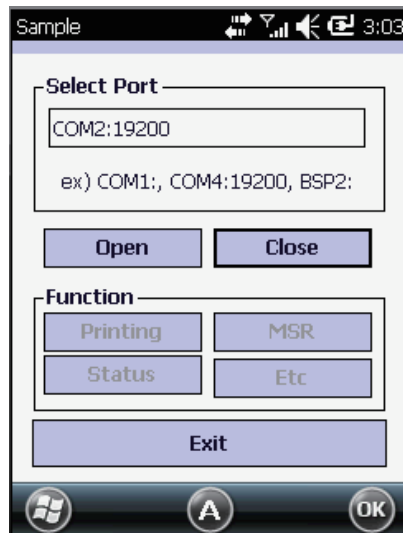 Sample 3:03
Select Port
COM2:19200
ex) COM1:, COM4:19200, BSP2:
Open Close
Function
Printing MSR
Status Etc
Exit
A OK